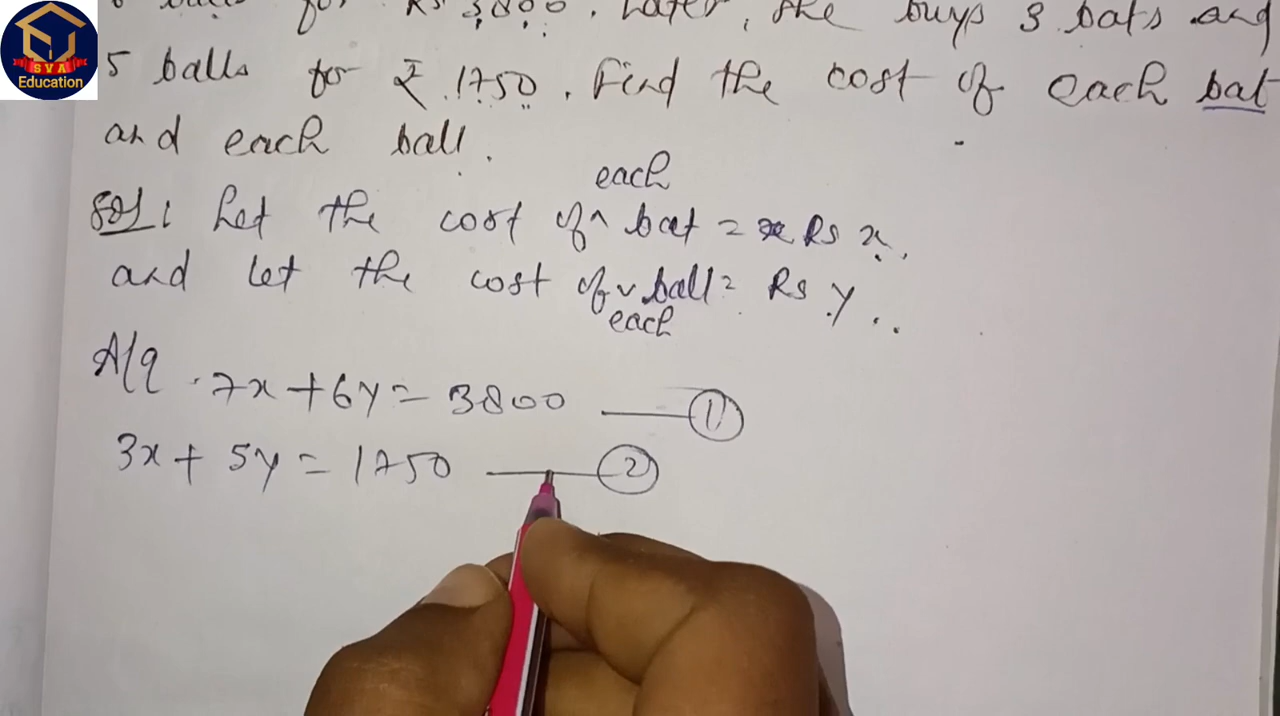 balls for Rs 3800. Later, she buys 3 bats and
SVA
Education
5 balls for ₹ 1750. Find the cost of each bat
and each ball.
each
Sol: Let the cost of ^ bat = Rs x.
and let the cost of ball = Rs y.
each
A/q 7x + 6y = 3800 —— ①
3x + 5y = 1750 —— ②